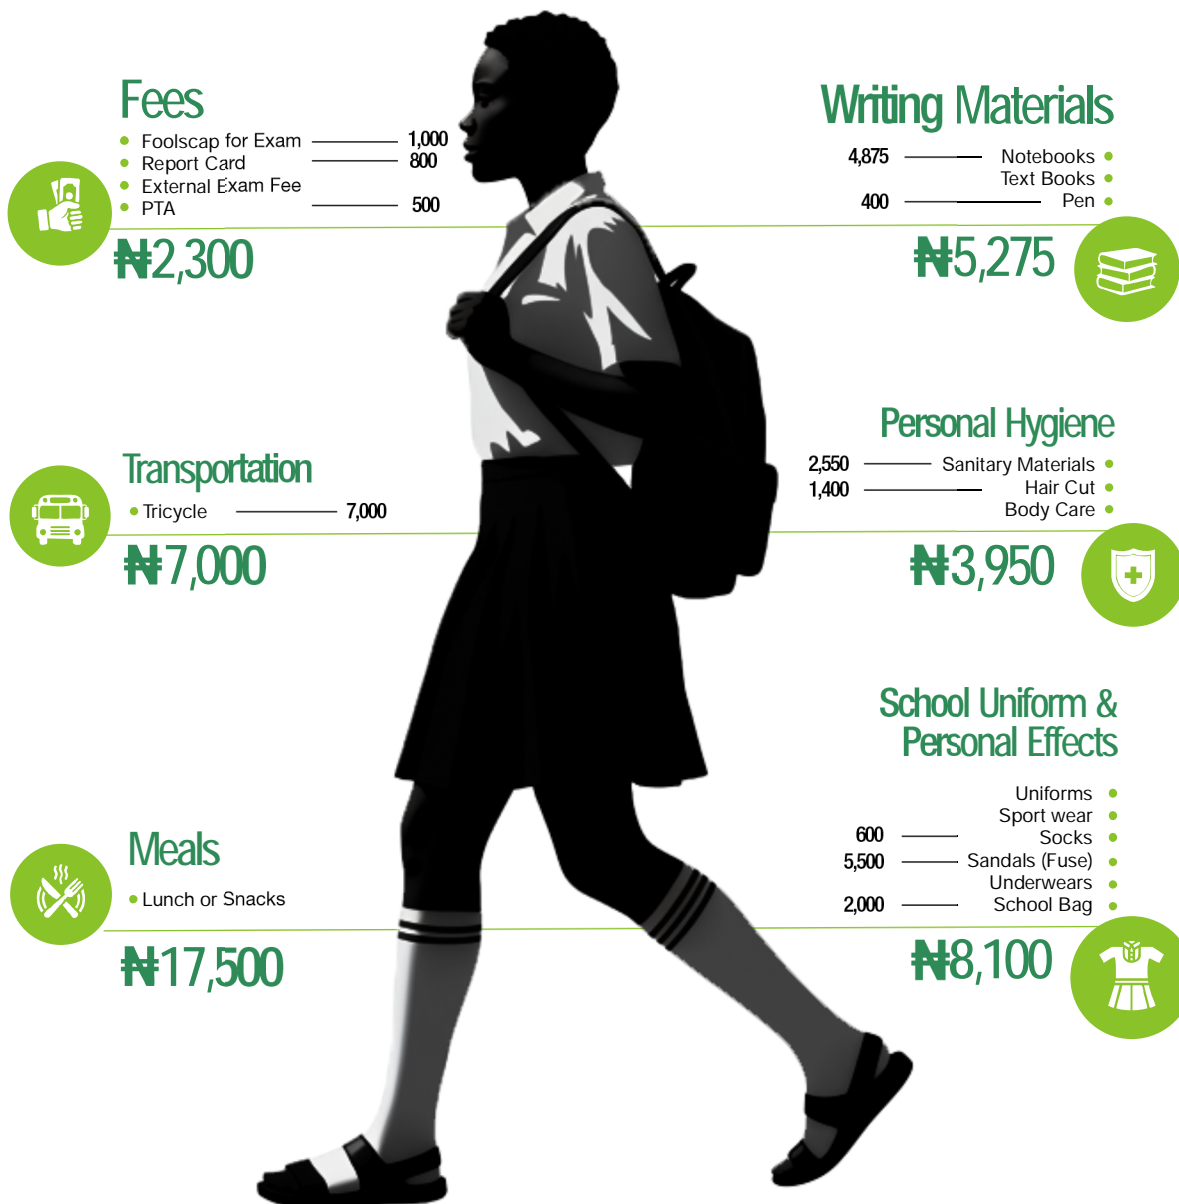 Fees
Foolscap for Exam 1,000
Report Card 800
External Exam Fee
PTA 500
₦2,300
Writing Materials
4,875 Notebooks
Text Books
400 Pen
₦5,275
Transportation
Tricycle 7,000
₦7,000
Personal Hygiene
2,550 Sanitary Materials
1,400 Hair Cut
Body Care
₦3,950
Meals
Lunch or Snacks
₦17,500
School Uniform &
Personal Effects
Uniforms
Sport wear
600 Socks
5,500 Sandals (Fuse)
Underwears
2,000 School Bag
₦8,100